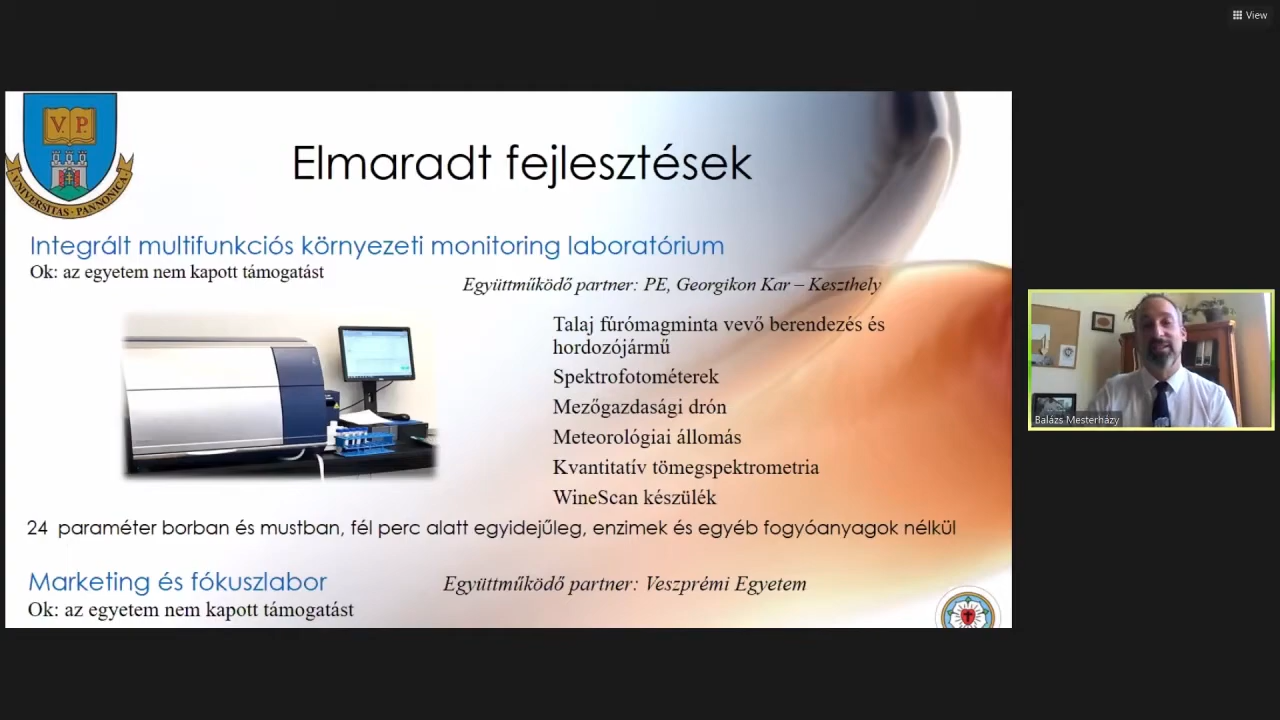 View
V. P.
VNIVERSITAS · PANNONICA
Elmaradt fejlesztések
Integrált multifunkciós környezeti monitoring laboratórium
Ok: az egyetem nem kapott támogatást
Együttműködő partner: PE, Georgikon Kar – Keszthely
Talaj fúrómagminta vevő berendezés és
hordozójármű
Spektrofotométerek
Mezőgazdasági drón
Meteorológiai állomás
Kvantitatív tömegspektrometria
WineScan készülék
24 paraméter borban és mustban, fél perc alatt egyidejűleg, enzimek és egyéb fogyóanyagok nélkül
Marketing és fókuszlabor
Együttműködő partner: Veszprémi Egyetem
Ok: az egyetem nem kapott támogatást
Balázs Mesterházy